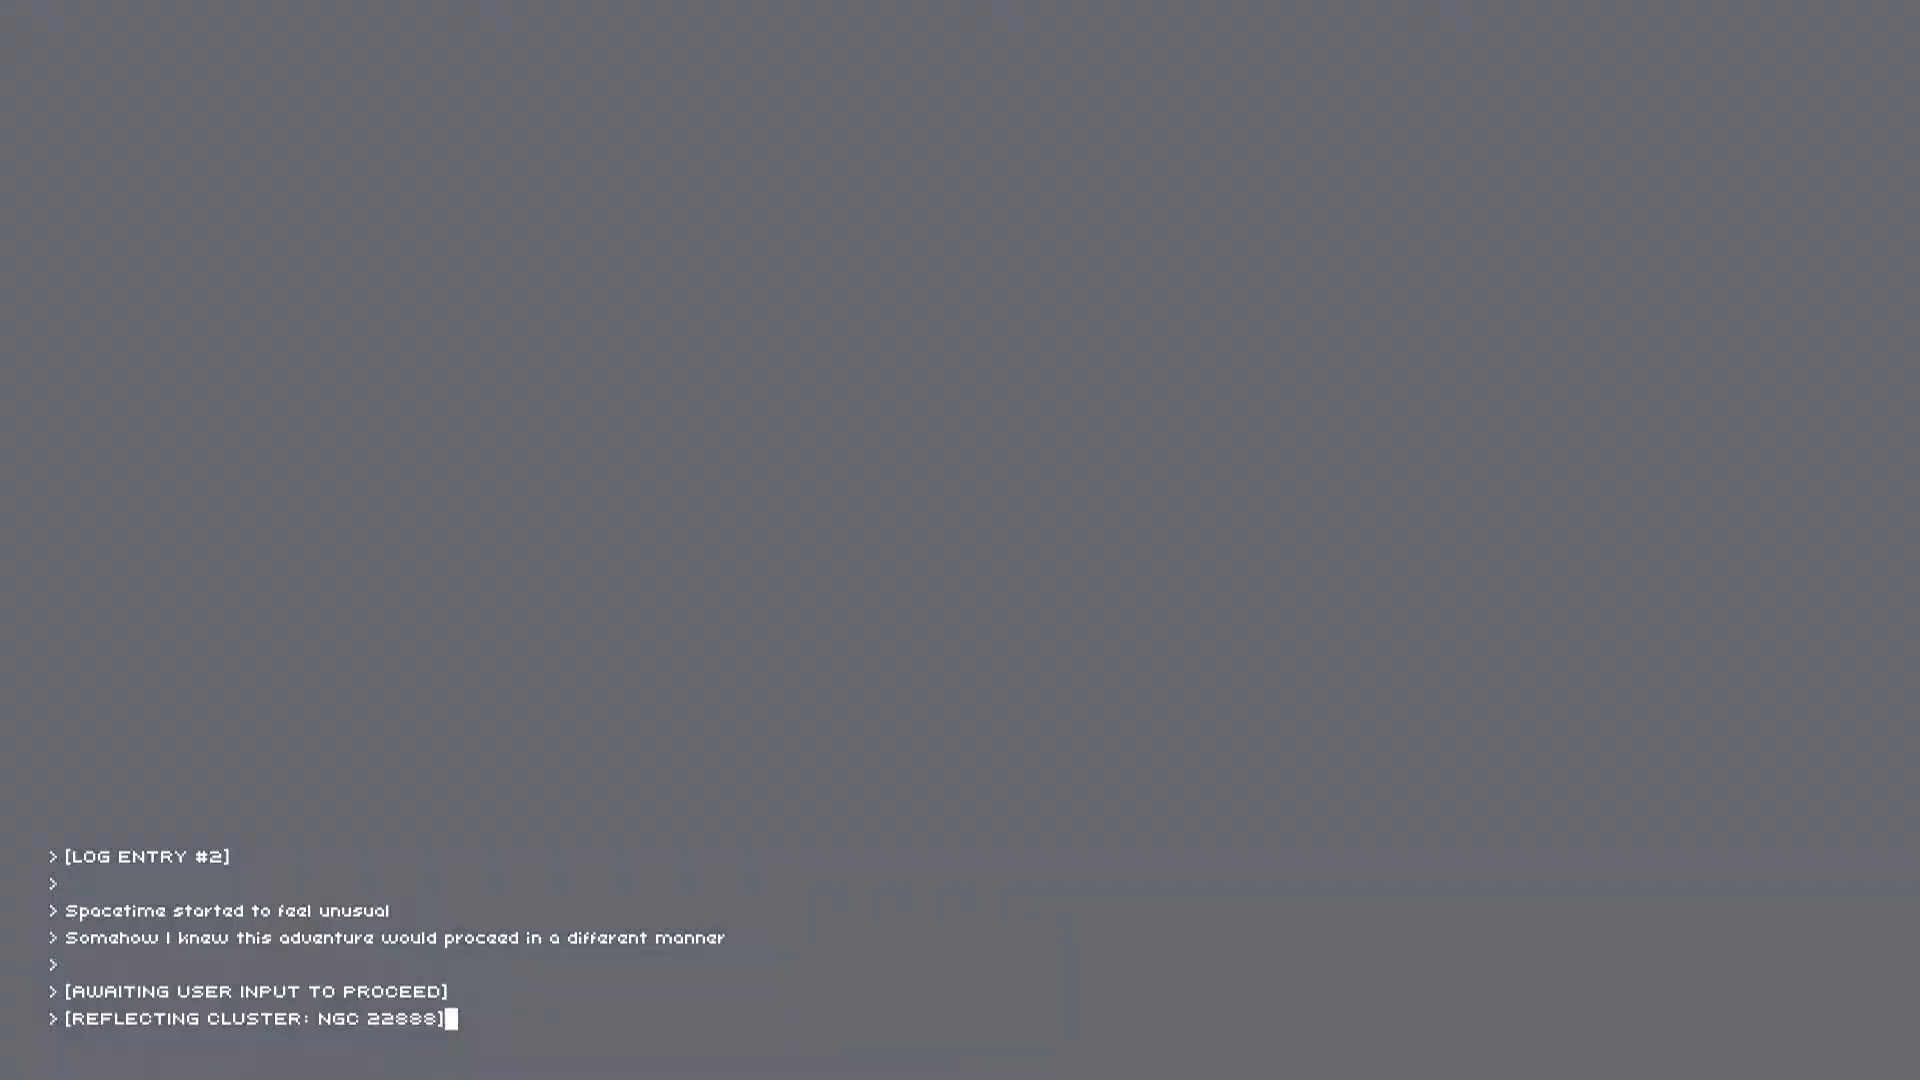 > [LOG ENTRY #2]
>
> Spacetime started to feel unusual
> Somehow I knew this adventure would proceed in a different manner
>
> [AWAITING USER INPUT TO PROCEED]
> [REFLECTING CLUSTER: NGC 22888]